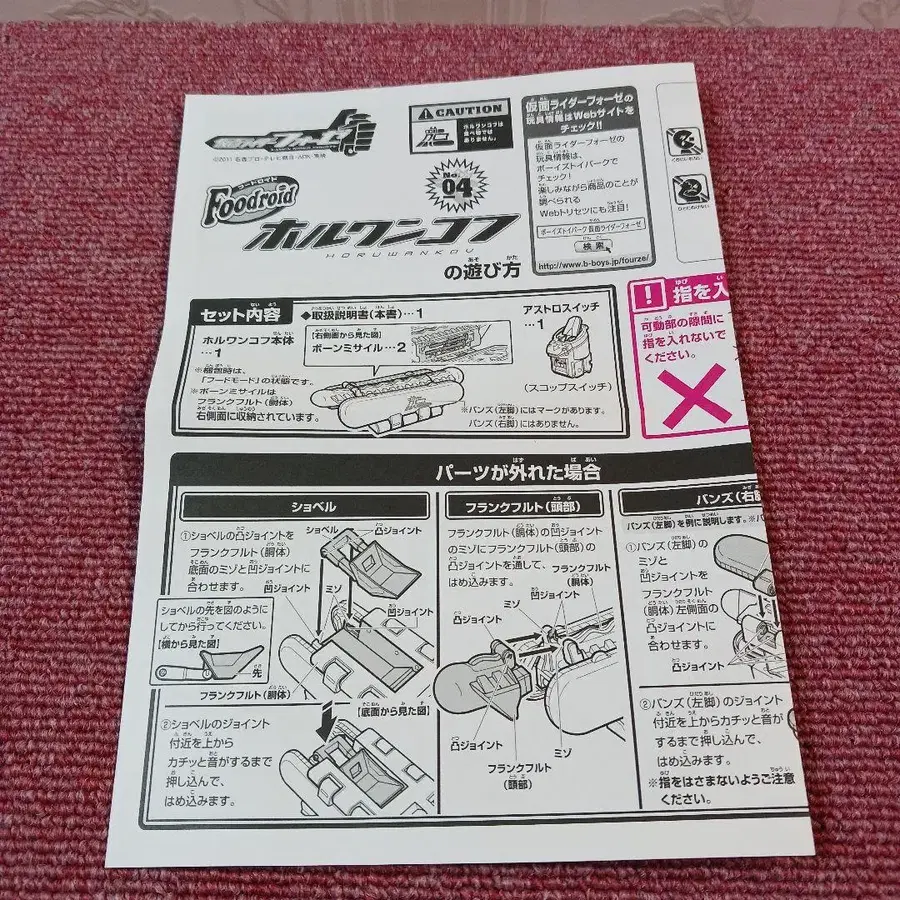 仮面ライダーフォーゼ
©2011 石森プロ・テレビ朝日・ADK・東映
CAUTION
ホルワンコフは
食べ物では
ありません。
仮面ライダーフォーゼの
玩具情報はWebサイトを
チェック!!
仮面ライダーフォーゼの
玩具情報は、
ボーイズトイパークで
チェック!
楽しみながら商品のことが
調べられる
Webトリセツにも注目!
ボーイズトイパーク 仮面ライダーフォーゼ
検索
http://www.b-boys.jp/fourze/
フードロイド
Foodroid
No.
04
ホルワンコフ
HORUWANKOV
の遊び方
セット内容
◆取扱説明書(本書)…1
ホルワンコフ本体
…1
※梱包時は、
「フードモード」の状態です。
※ボーンミサイルは
フランクフルト(胴体)
右側面に収納されています。
【右側面から見た図】
ボーンミサイル…2
アストロスイッチ
…1
(スコップスイッチ)
※バンズ(左脚)にはマークがあります。
バンズ(右脚)にはありません。
! 指を入
可動部の隙間に
指を入れないで
ください。
パーツが外れた場合
ショベル
①ショベルの凸ジョイントを
フランクフルト(胴体)
底面のミゾと凹ジョイントに
合わせます。
ショベル
凸ジョイント
凹ジョイント
ミゾ
凹ジョイント
ショベルの先を図のように
してから行ってください。
【横から見た図】
先
フランクフルト(胴体)
【底面から見た図】
②ショベルのジョイント
付近を上から
カチッと音がするまで
押し込んで、
はめ込みます。
フランクフルト(頭部)
フランクフルト(胴体)の凹ジョイント
のミゾにフランクフルト(頭部)の
凸ジョイントを通して、
はめ込みます。
フランクフルト
(胴体)
凹ジョイント
ミゾ
凸ジョイント
凸ジョイント
ミゾ
フランクフルト
(頭部)
バンズ(右
バンズ(左脚)を例に説明します。※バ
①バンズ(左脚)の
ミゾと
凹ジョイントを
フランクフルト
(胴体)左側面の
凸ジョイントに
合わせます。
凸ジョイント
②バンズ(左脚)のジョイント
付近を上からカチッと音が
するまで押し込んで、
はめ込みます。
※指をはさまないようご注意
ください。